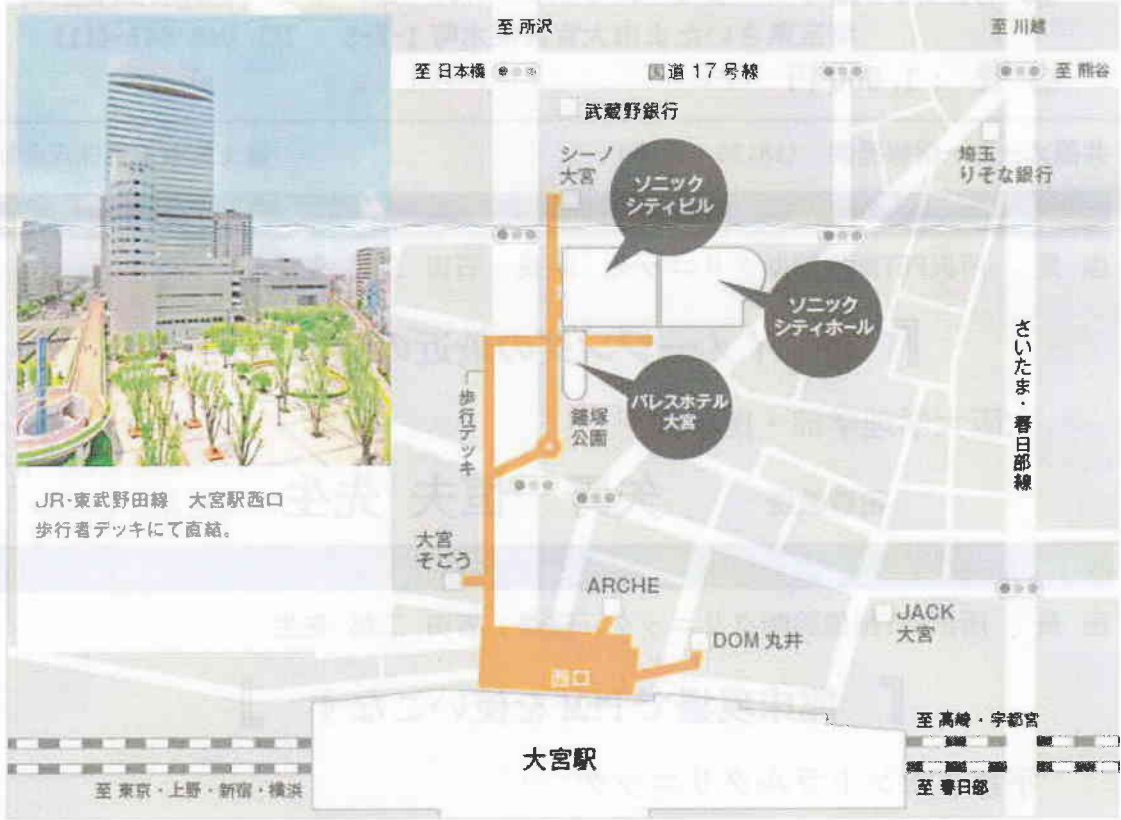 至 所沢
至 川越
至 日本橋
国道 17 号線
至 熊谷
武蔵野銀行
シーノ
大宮
ソニック
シティビル
埼玉
りそな銀行
ソニック
シティホール
さいたま・春日部線
パレスホテル
大宮
鐘塚
公園
歩行デッキ
JR・東武野田線　大宮駅西口
歩行者デッキにて直結。
大宮
そごう
ARCHE
JACK
大宮
DOM 丸井
西口
大宮駅
至 高崎・宇都宮
至 東京・上野・新宿・横浜
至 春日部